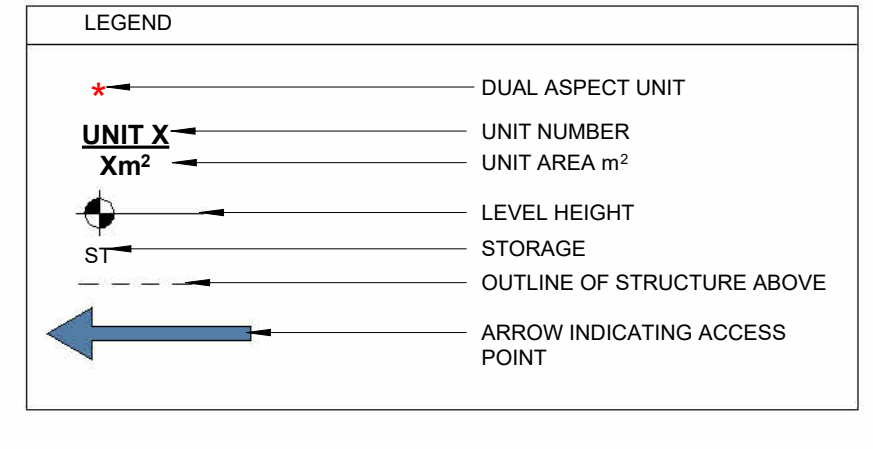 LEGEND
* DUAL ASPECT UNIT
UNIT X UNIT NUMBER
Xm² UNIT AREA m²
LEVEL HEIGHT
ST STORAGE
OUTLINE OF STRUCTURE ABOVE
ARROW INDICATING ACCESS
POINT